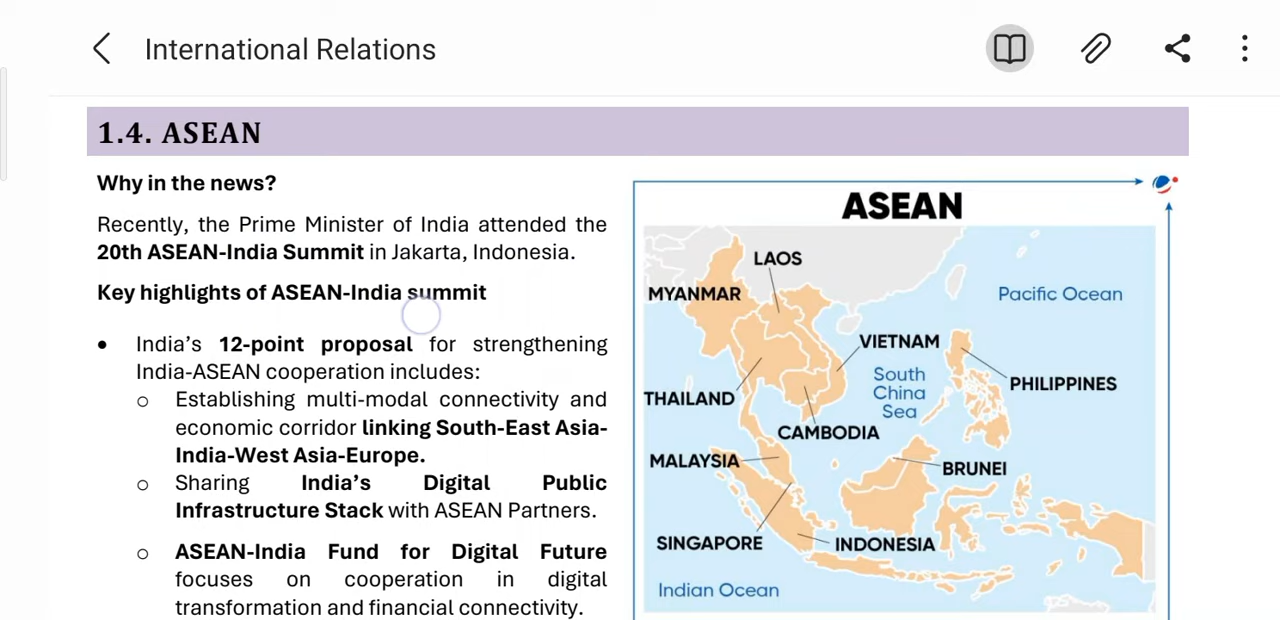 International Relations
1.4. ASEAN
Why in the news?
Recently, the Prime Minister of India attended the
20th ASEAN-India Summit in Jakarta, Indonesia.
Key highlights of ASEAN-India summit
• India’s 12-point proposal for strengthening
India-ASEAN cooperation includes:
o Establishing multi-modal connectivity and
economic corridor linking South-East Asia-
India-West Asia-Europe.
o Sharing India’s Digital Public
Infrastructure Stack with ASEAN Partners.
o ASEAN-India Fund for Digital Future
focuses on cooperation in digital
transformation and financial connectivity.
ASEAN
LAOS
MYANMAR
Pacific Ocean
VIETNAM
South
China
Sea
PHILIPPINES
THAILAND
CAMBODIA
MALAYSIA
BRUNEI
SINGAPORE
INDONESIA
Indian Ocean